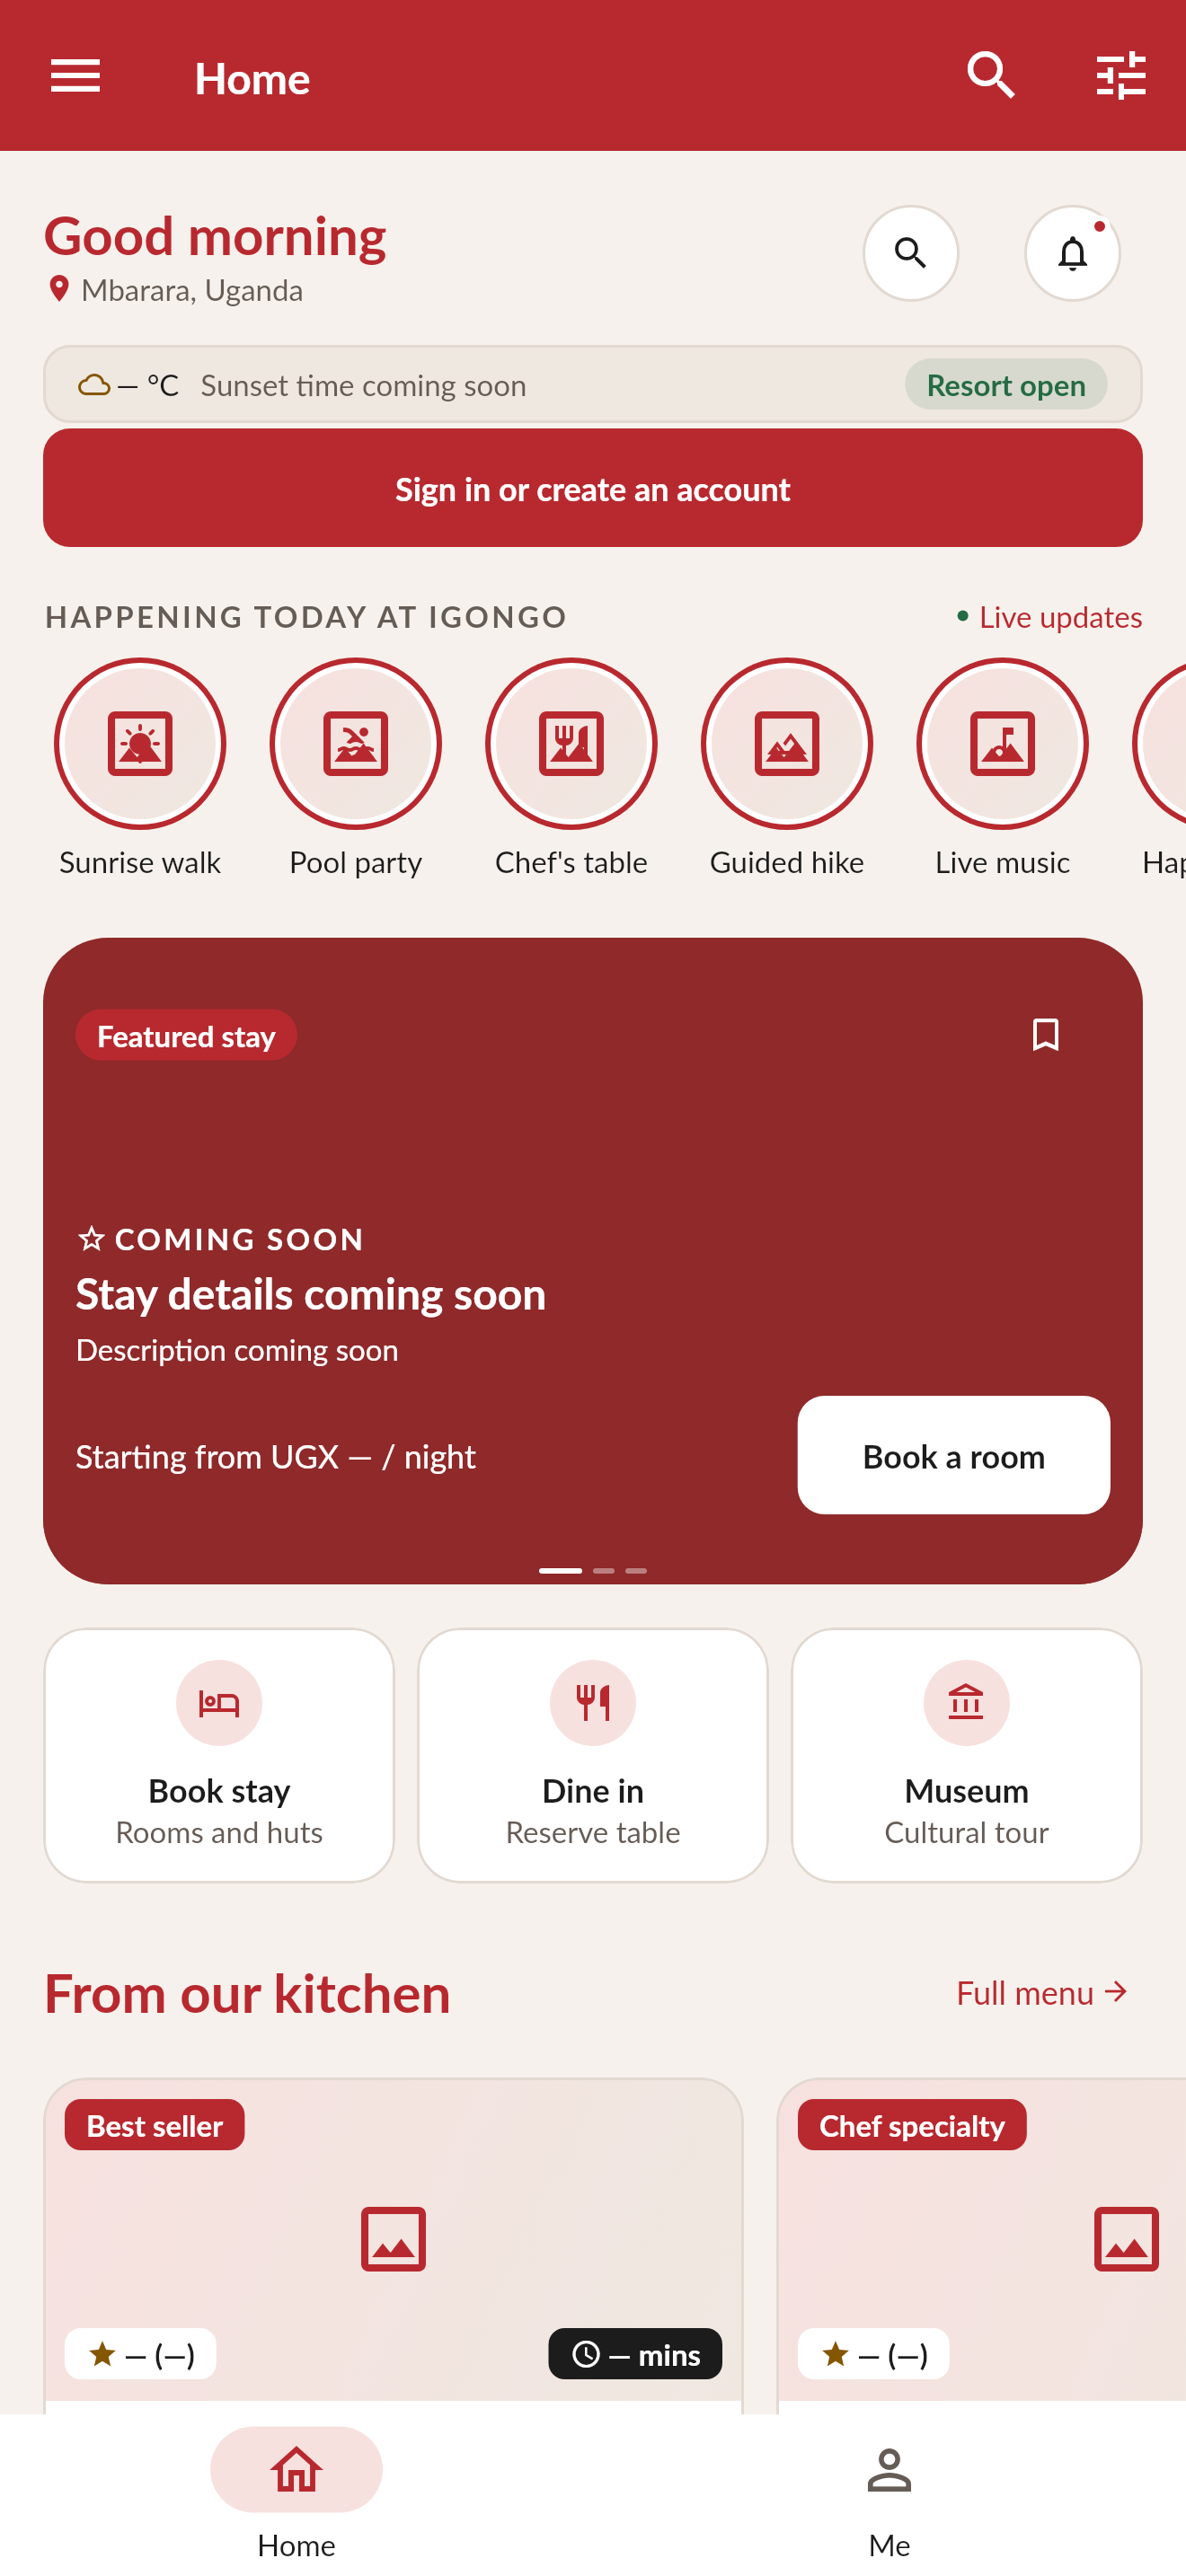 Home
Good morning
Mbarara, Uganda
— °C Sunset time coming soon Resort open
Sign in or create an account
HAPPENING TODAY AT IGONGO Live updates
Sunrise walk Pool party Chef's table Guided hike Live music Hap
Featured stay
COMING SOON
Stay details coming soon
Description coming soon
Starting from UGX — / night Book a room
Book stay Dine in Museum
Rooms and huts Reserve table Cultural tour
From our kitchen Full menu →
Best seller Chef specialty
— (—) — mins — (—)
Home Me